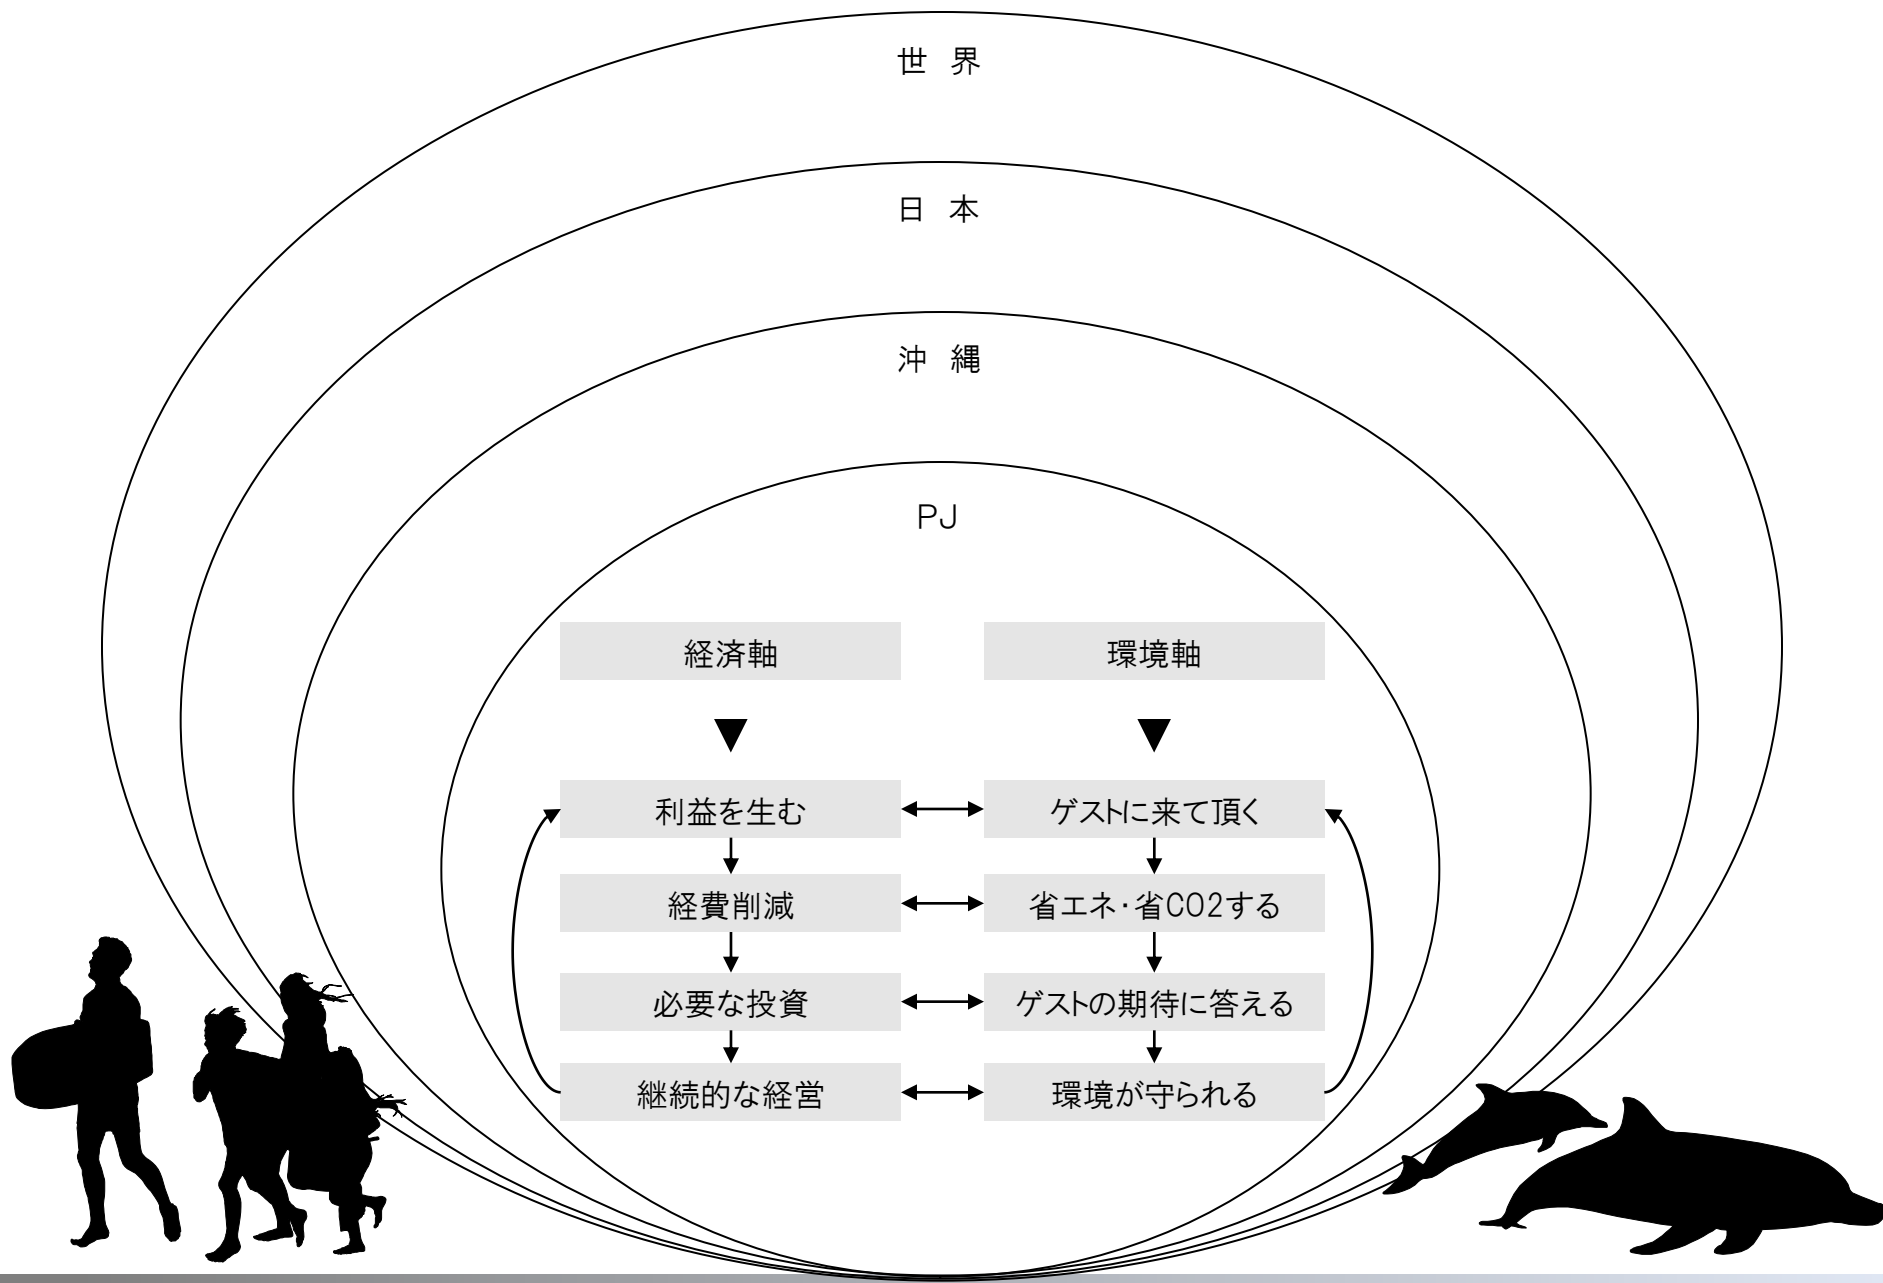 世 界
日 本
沖 縄
PJ
経済軸 環境軸
利益を生む ゲストに来て頂く
経費削減 省エネ・省CO2する
必要な投資 ゲストの期待に答える
継続的な経営 環境が守られる